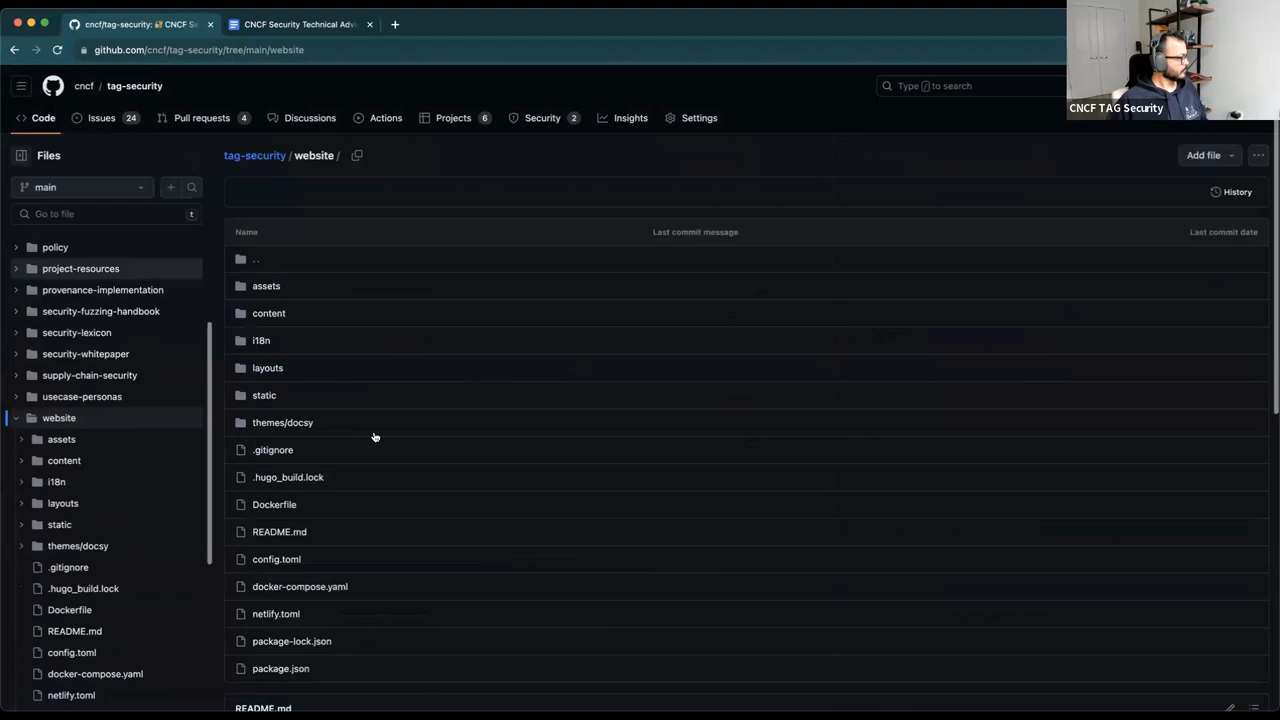 cncf/tag-security: 🔐 CNCF Se
CNCF Security Technical Advi
github.com/cncf/tag-security/tree/main/website
CNCF TAG Security
cncf / tag-security
Type / to search
Code
Issues 24
Pull requests 4
Discussions
Actions
Projects 6
Security 2
Insights
Settings
Files
tag-security / website /
Add file
main
History
Go to file
t
Name
Last commit message
Last commit date
policy
project-resources
provenance-implementation
security-fuzzing-handbook
security-lexicon
security-whitepaper
supply-chain-security
usecase-personas
website
assets
content
i18n
layouts
static
themes/docsy
.gitignore
.hugo_build.lock
Dockerfile
README.md
config.toml
docker-compose.yaml
netlify.toml
..
assets
content
i18n
layouts
static
themes/docsy
.gitignore
.hugo_build.lock
Dockerfile
README.md
config.toml
docker-compose.yaml
netlify.toml
package-lock.json
package.json
README.md